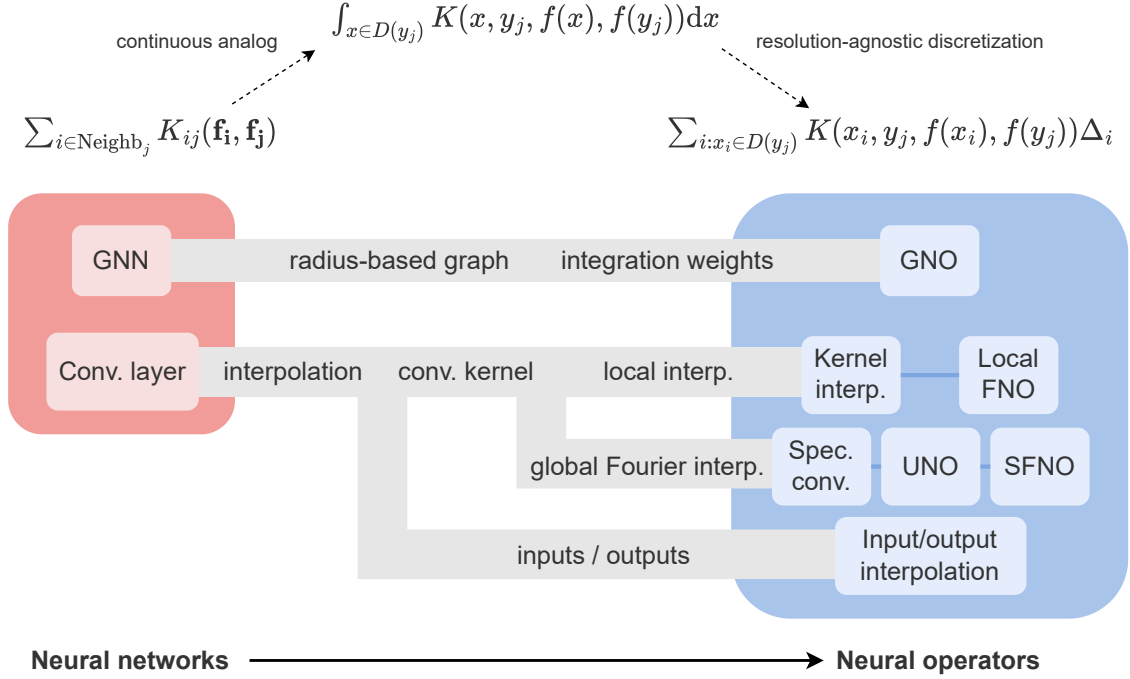 ∫_{x∈D(y_j)} K(x, y_j, f(x), f(y_j))dx
continuous analog
resolution-agnostic discretization
∑_{i∈Neighb_j} K_{ij}(f_i, f_j)
∑_{i:x_i∈D(y_j)} K(x_i, y_j, f(x_i), f(y_j))Δ_i
GNN
radius-based graph
integration weights
GNO
Conv. layer
interpolation
conv. kernel
local interp.
Kernel
interp.
Local
FNO
global Fourier interp.
Spec.
conv.
UNO
SFNO
inputs / outputs
Input/output
interpolation
Neural networks
Neural operators